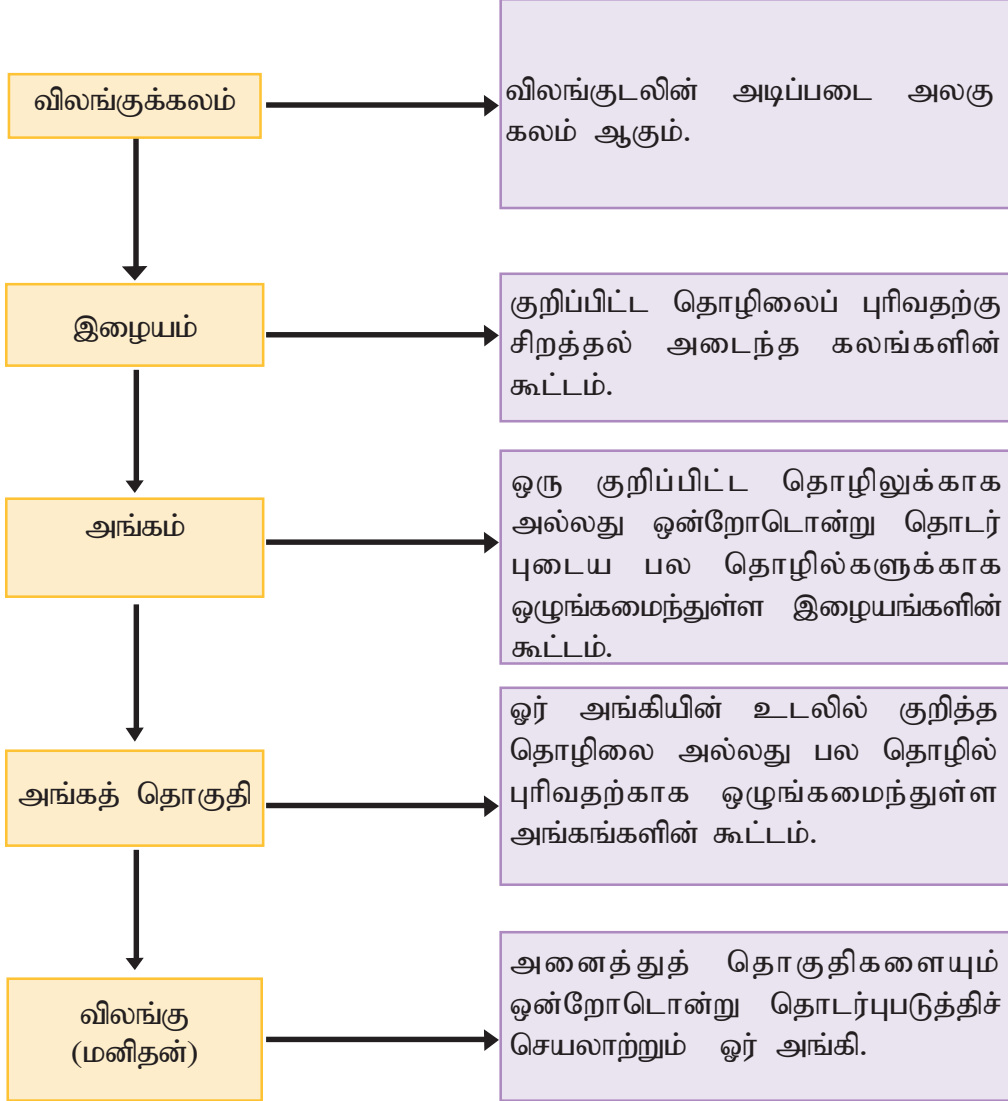 விலங்குக்கலம்
விலங்குடலின் அடிப்படை அலகு
கலம் ஆகும்.
இழையம்
குறிப்பிட்ட தொழிலைப் புரிவதற்கு
சிறத்தல் அடைந்த கலங்களின்
கூட்டம்.
அங்கம்
ஒரு குறிப்பிட்ட தொழிலுக்காக
அல்லது ஒன்றோடொன்று தொடர்
புடைய பல தொழில்களுக்காக
ஒழுங்கமைந்துள்ள இழையங்களின்
கூட்டம்.
அங்கத் தொகுதி
ஓர் அங்கியின் உடலில் குறித்த
தொழிலை அல்லது பல தொழில்
புரிவதற்காக ஒழுங்கமைந்துள்ள
அங்கங்களின் கூட்டம்.
விலங்கு
(மனிதன்)
அனைத்துத் தொகுதிகளையும்
ஒன்றோடொன்று தொடர்புபடுத்திச்
செயலாற்றும் ஓர் அங்கி.